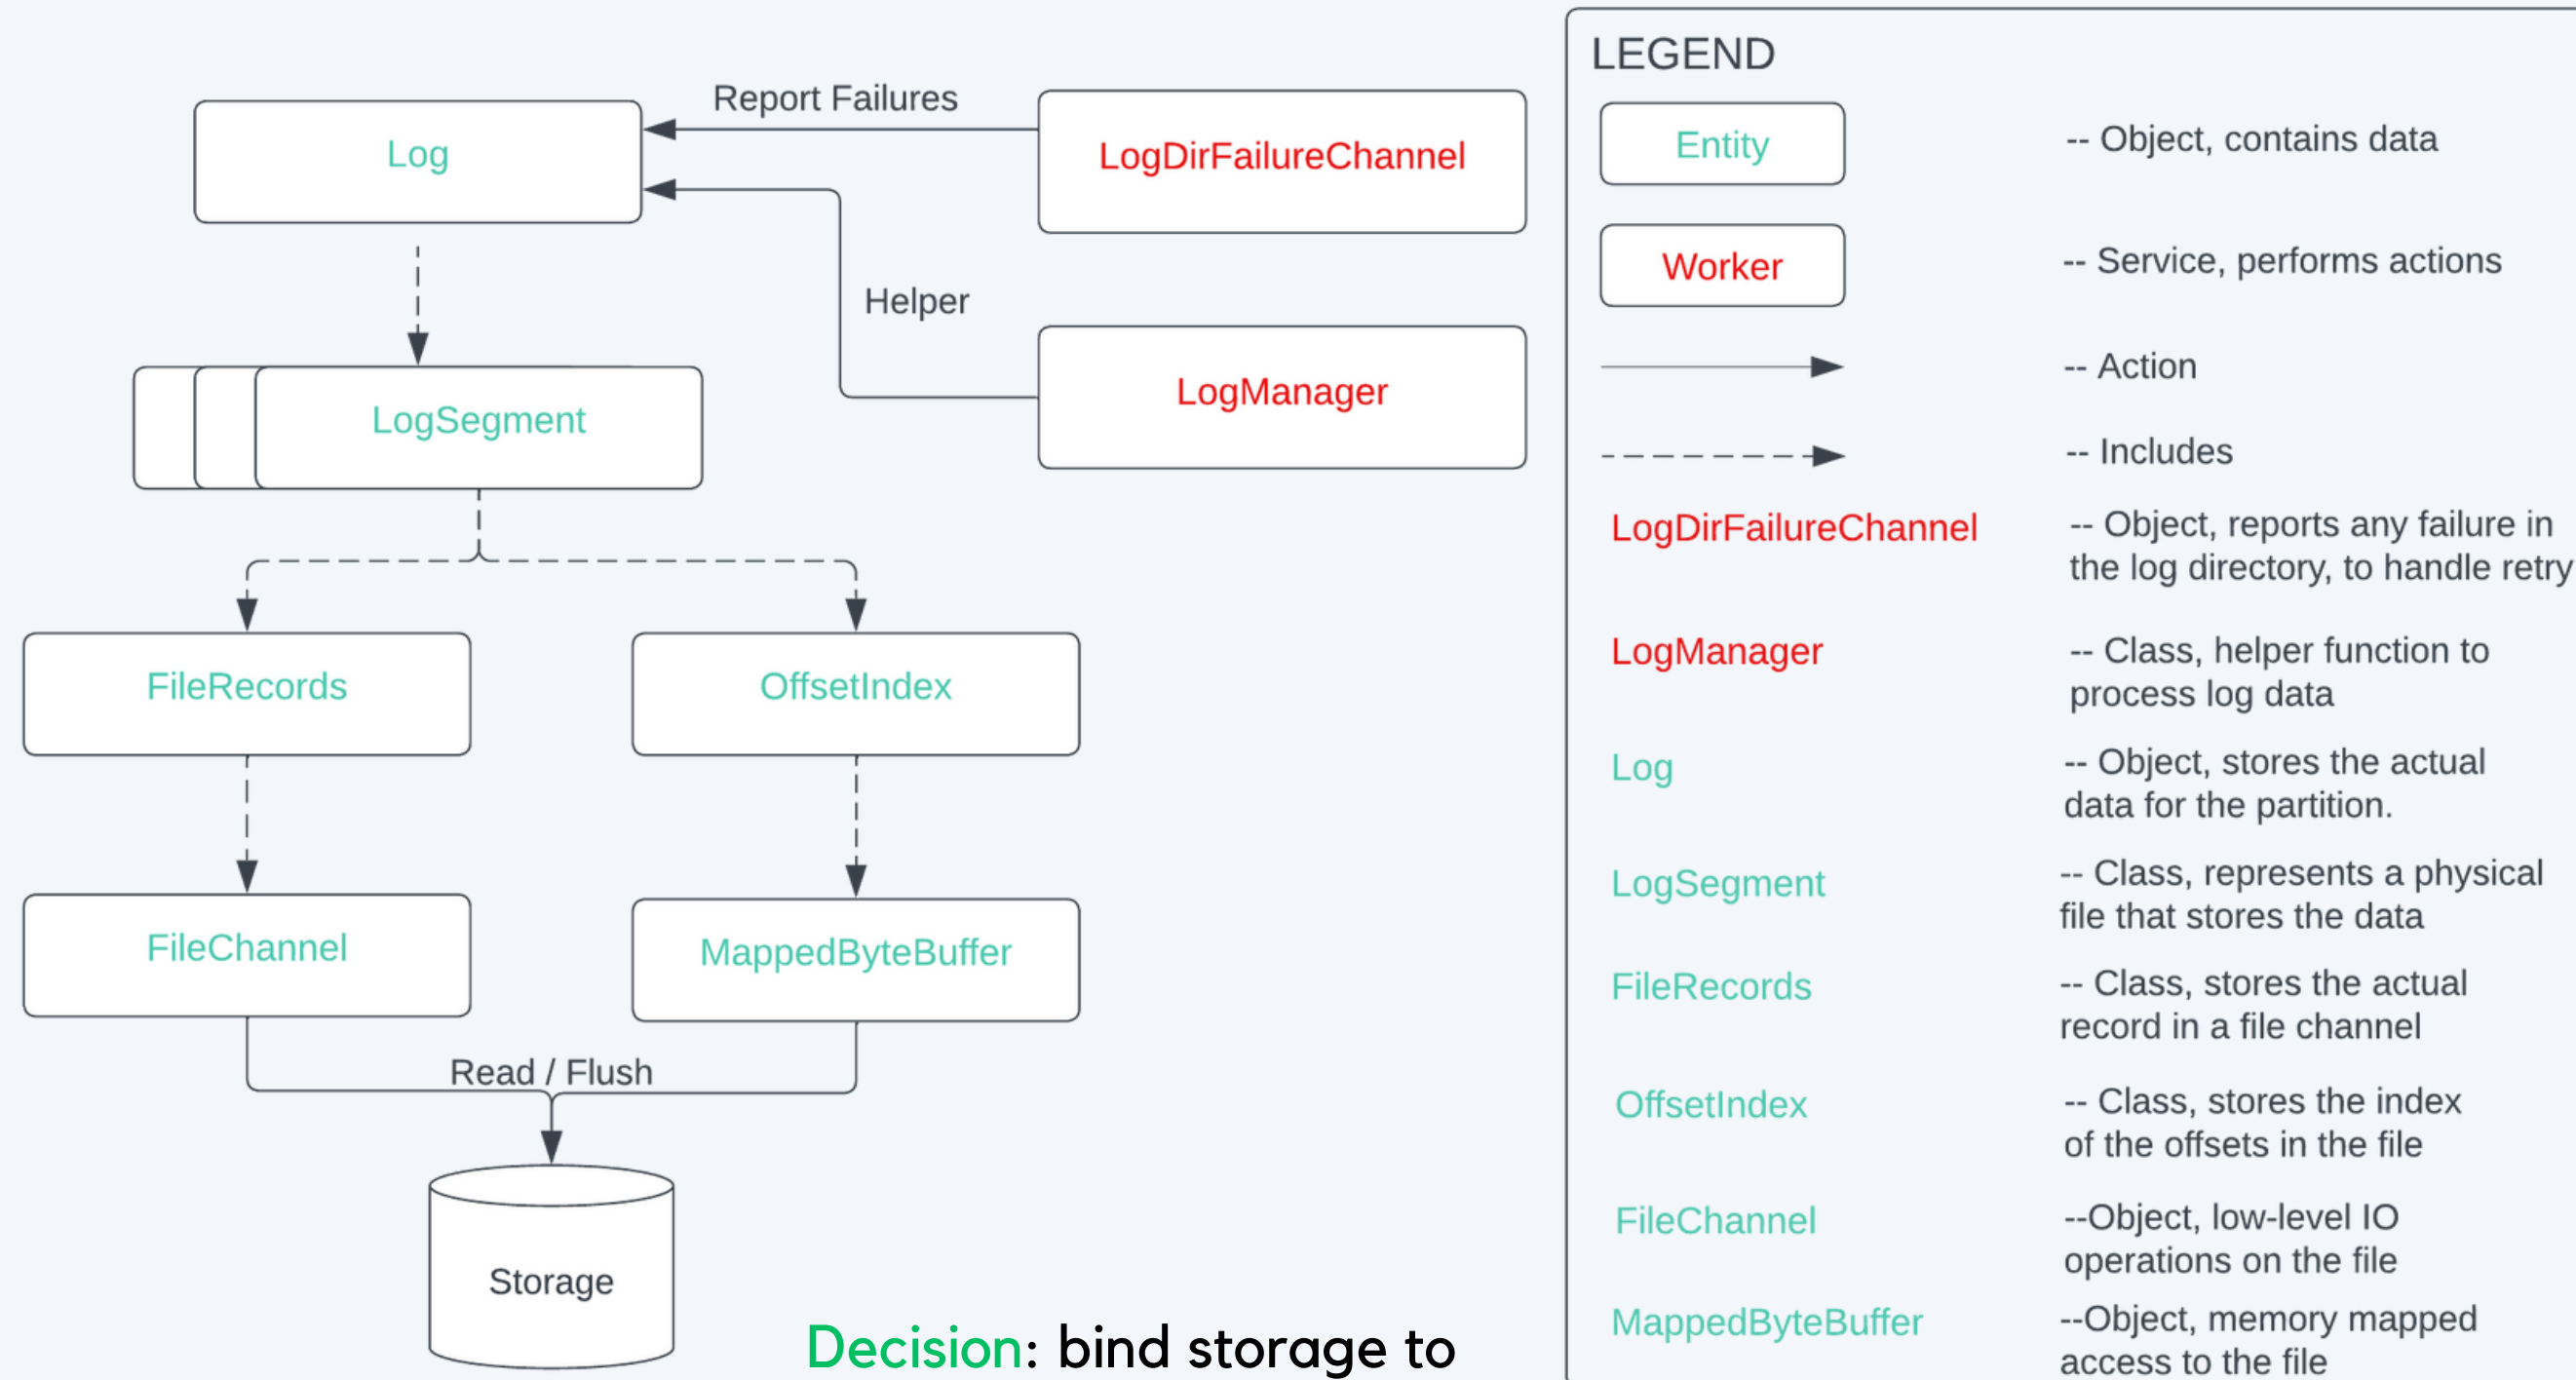 Report Failures
Log
LogDirFailureChannel
Helper
LogManager
LogSegment
FileRecords
OffsetIndex
FileChannel
MappedByteBuffer
Read / Flush
Storage
Decision: bind storage to
LEGEND
Entity
-- Object, contains data
Worker
-- Service, performs actions
-- Action
-- Includes
LogDirFailureChannel
-- Object, reports any failure in
the log directory, to handle retry
LogManager
-- Class, helper function to
process log data
Log
-- Object, stores the actual
data for the partition.
LogSegment
-- Class, represents a physical
file that stores the data
FileRecords
-- Class, stores the actual
record in a file channel
OffsetIndex
-- Class, stores the index
of the offsets in the file
FileChannel
--Object, low-level IO
operations on the file
MappedByteBuffer
--Object, memory mapped
access to the file